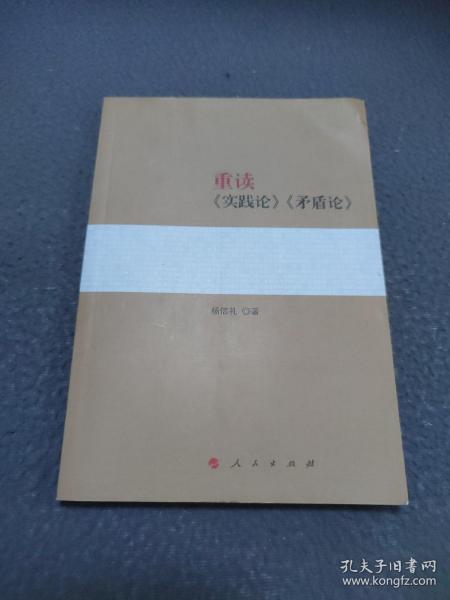 重读
《实践论》《矛盾论》
杨信礼 ◎著
人民出版社
孔夫子旧书网
www.kongfz.com